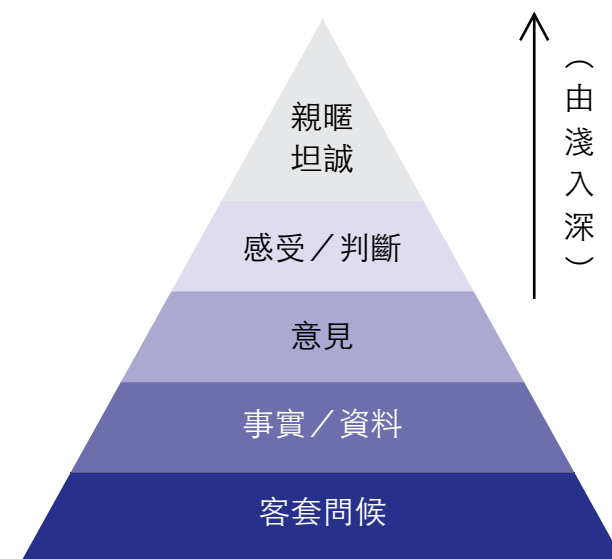 親暱
坦誠
感受／判斷
意見
事實／資料
客套問候
（由淺入深）